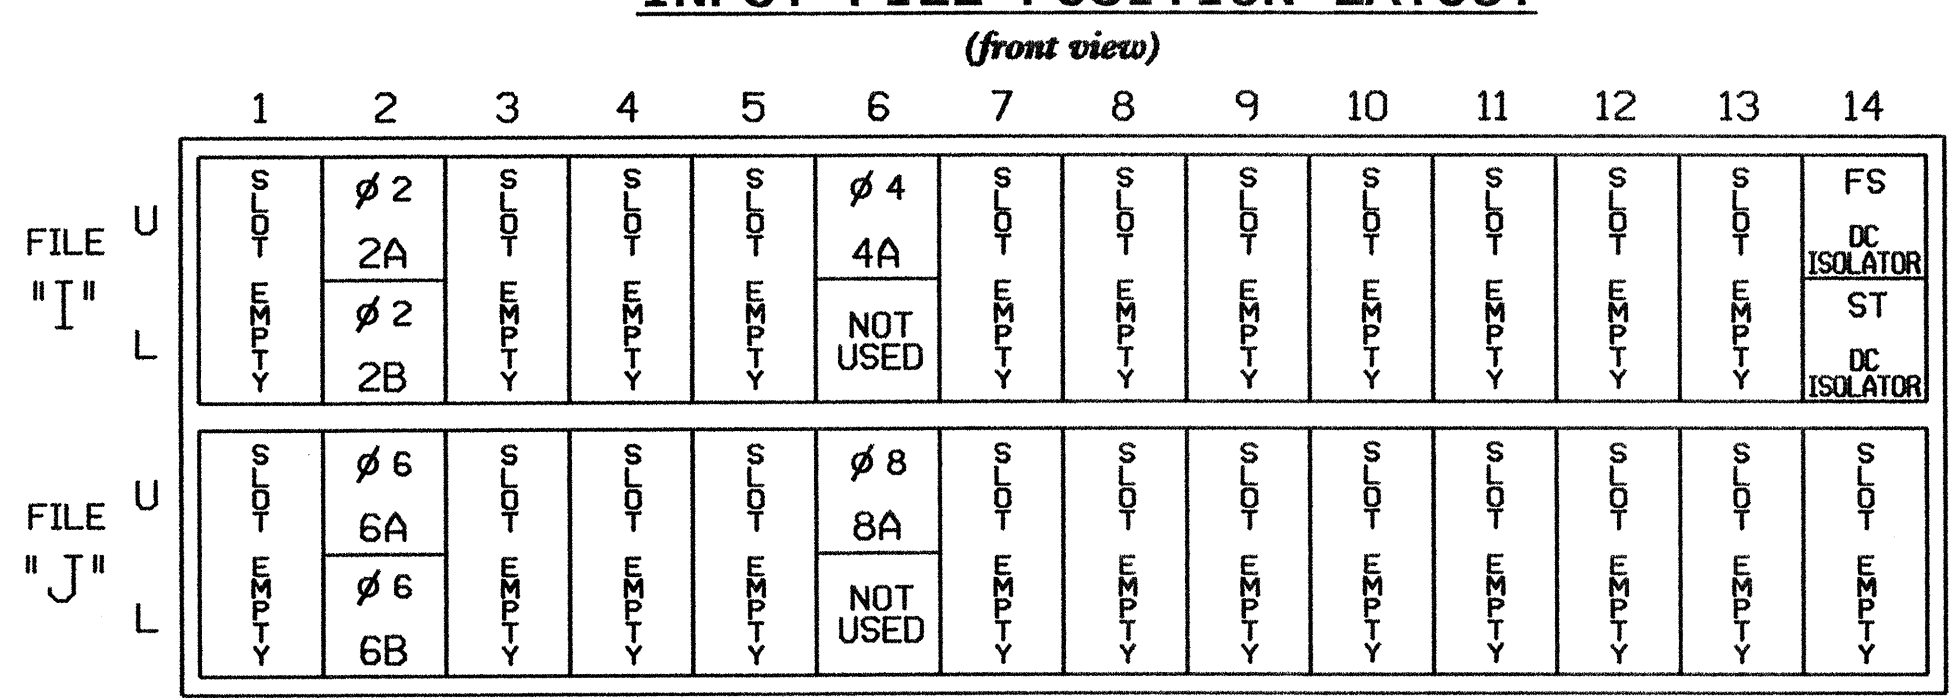 INPUT FILE POSITION LAYOUT
(front view)
1 2 3 4 5 6 7 8 9 10 11 12 13 14
FILE "I"
U
L
SLOT EMPTY
ø 2
2A
ø 2
2B
SLOT EMPTY
SLOT EMPTY
SLOT EMPTY
ø 4
4A
NOT
USED
SLOT EMPTY
SLOT EMPTY
SLOT EMPTY
SLOT EMPTY
SLOT EMPTY
SLOT EMPTY
SLOT EMPTY
FS
DC
ISOLATOR
ST
DC
ISOLATOR
FILE "J"
U
L
SLOT EMPTY
ø 6
6A
ø 6
6B
SLOT EMPTY
SLOT EMPTY
SLOT EMPTY
ø 8
8A
NOT
USED
SLOT EMPTY
SLOT EMPTY
SLOT EMPTY
SLOT EMPTY
SLOT EMPTY
SLOT EMPTY
SLOT EMPTY
SLOT EMPTY